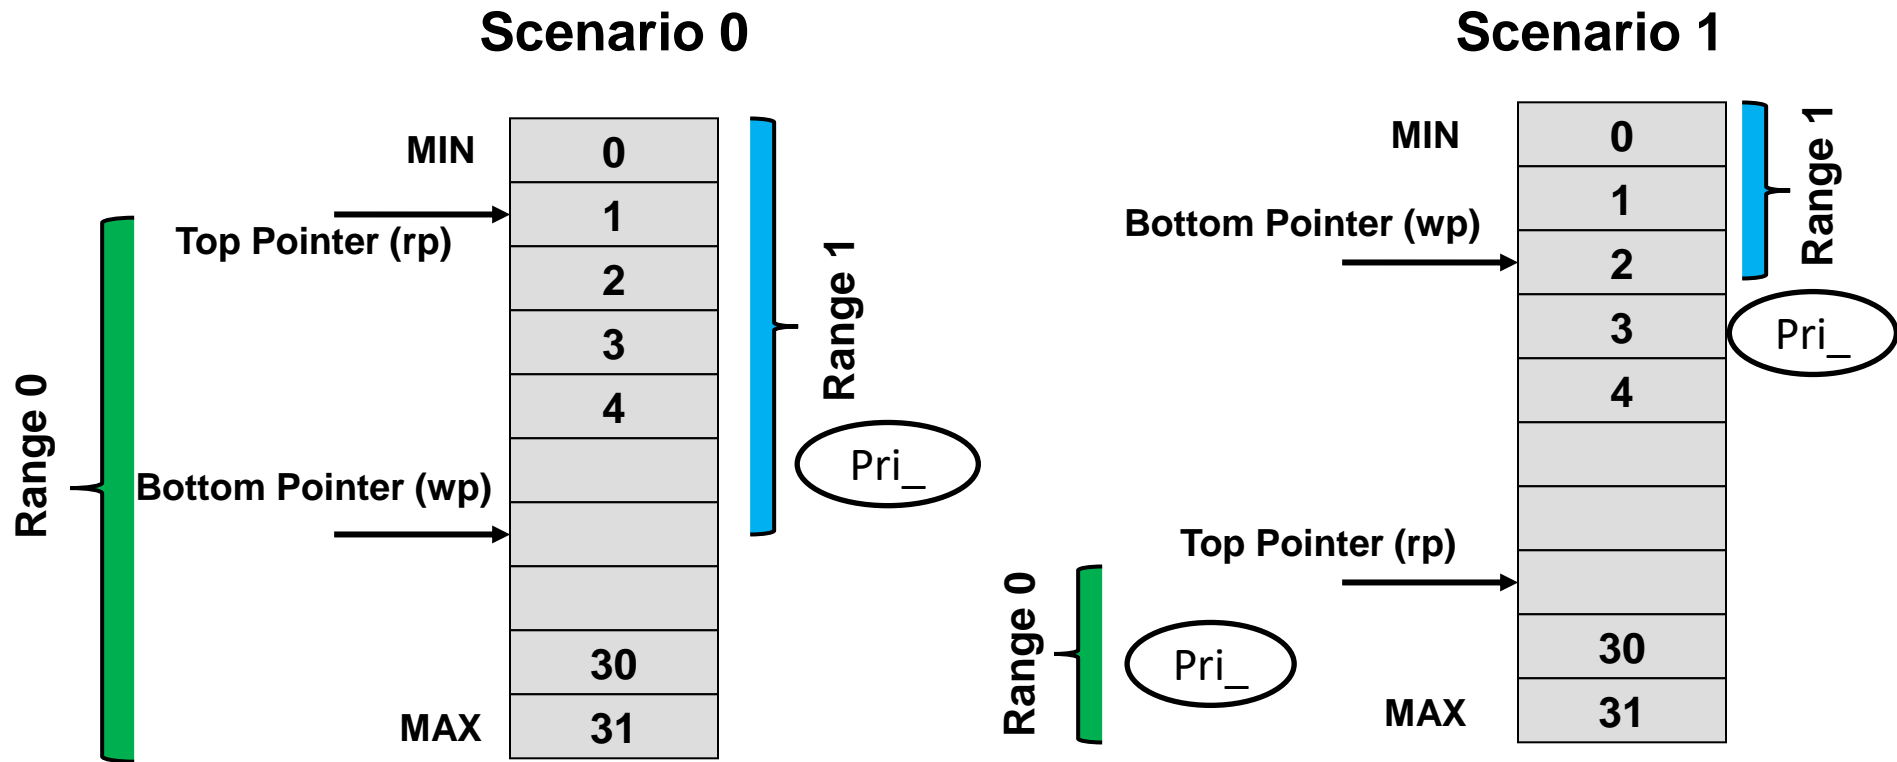 Scenario 0
MIN
0
Top Pointer (rp)
1
2
3
4
Bottom Pointer (wp)
30
MAX
31
Range 0
Range 1
Pri_
Scenario 1
MIN
0
1
Bottom Pointer (wp)
2
3
4
Top Pointer (rp)
30
MAX
31
Range 1
Pri_
Range 0
Pri_